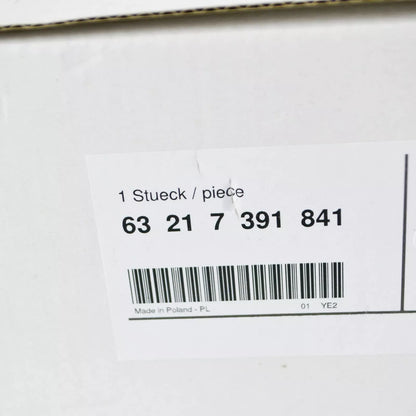 1 Stueck / piece
63 21 7 391 841
Made in Poland - PL 01 YE2